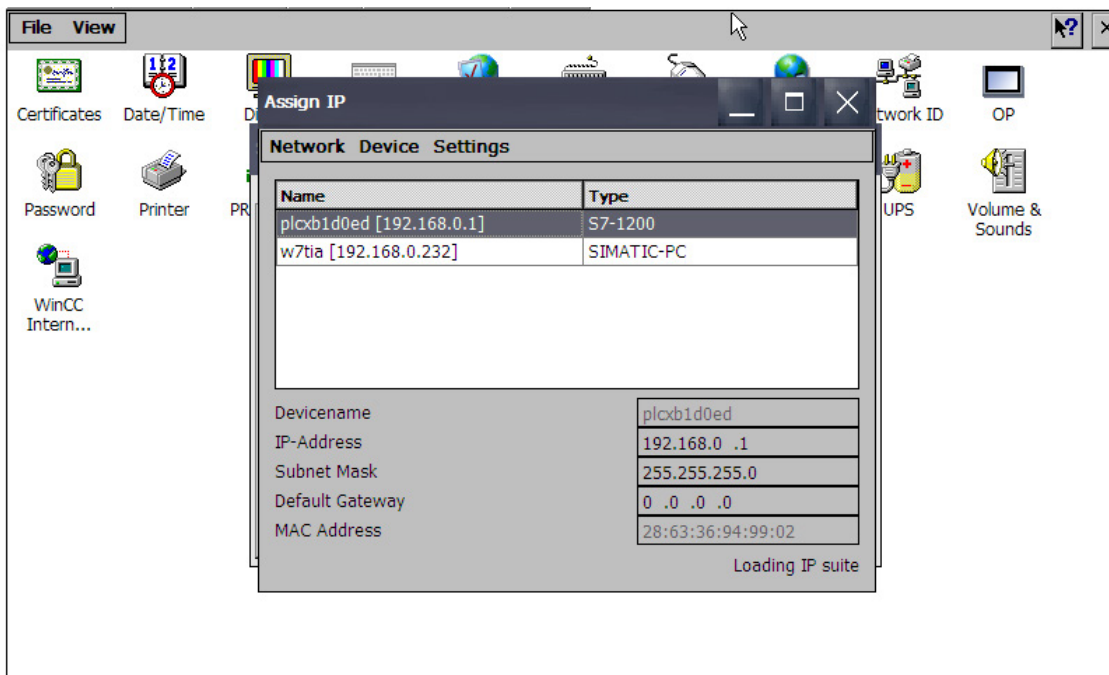 File View
Certificates
Date/Time
Di
twork ID
OP
Assign IP
Network Device Settings
Password
Printer
PR
UPS
Volume &
Sounds
Name Type
plcxb1d0ed [192.168.0.1] S7-1200
w7tia [192.168.0.232] SIMATIC-PC
WinCC
Intern...
Devicename plcxb1d0ed
IP-Address 192.168.0 .1
Subnet Mask 255.255.255.0
Default Gateway 0 .0 .0 .0
MAC Address 28:63:36:94:99:02
Loading IP suite